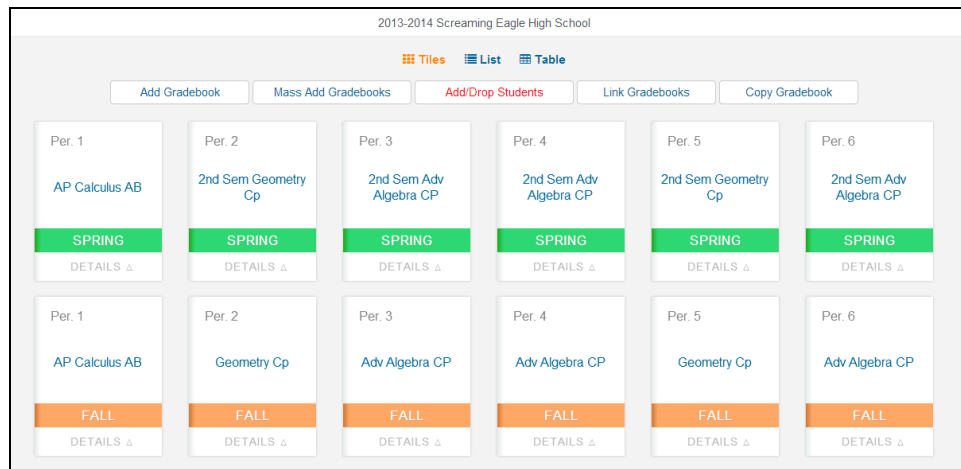 2013-2014 Screaming Eagle High School
Tiles List Table
Add Gradebook Mass Add Gradebooks Add/Drop Students Link Gradebooks Copy Gradebook
Per. 1 Per. 2 Per. 3 Per. 4 Per. 5 Per. 6
AP Calculus AB 2nd Sem Geometry 2nd Sem Adv 2nd Sem Adv 2nd Sem Geometry 2nd Sem Adv
Cp Algebra CP Algebra CP Cp Algebra CP
SPRING SPRING SPRING SPRING SPRING SPRING
DETAILS △ DETAILS △ DETAILS △ DETAILS △ DETAILS △ DETAILS △
Per. 1 Per. 2 Per. 3 Per. 4 Per. 5 Per. 6
AP Calculus AB Geometry Cp Adv Algebra CP Adv Algebra CP Geometry Cp Adv Algebra CP
FALL FALL FALL FALL FALL FALL
DETAILS △ DETAILS △ DETAILS △ DETAILS △ DETAILS △ DETAILS △